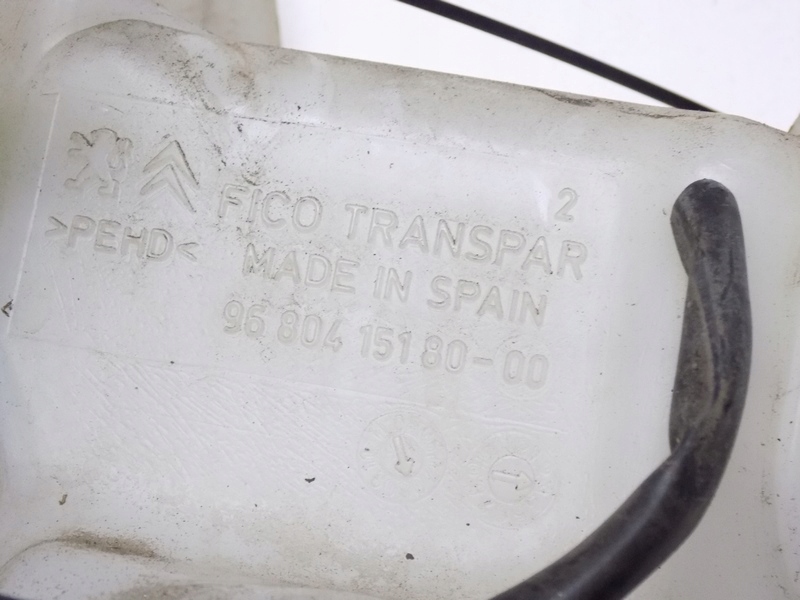 2
FICO TRANSPAR
>PEHD< MADE IN SPAIN
96 804 151 80-00